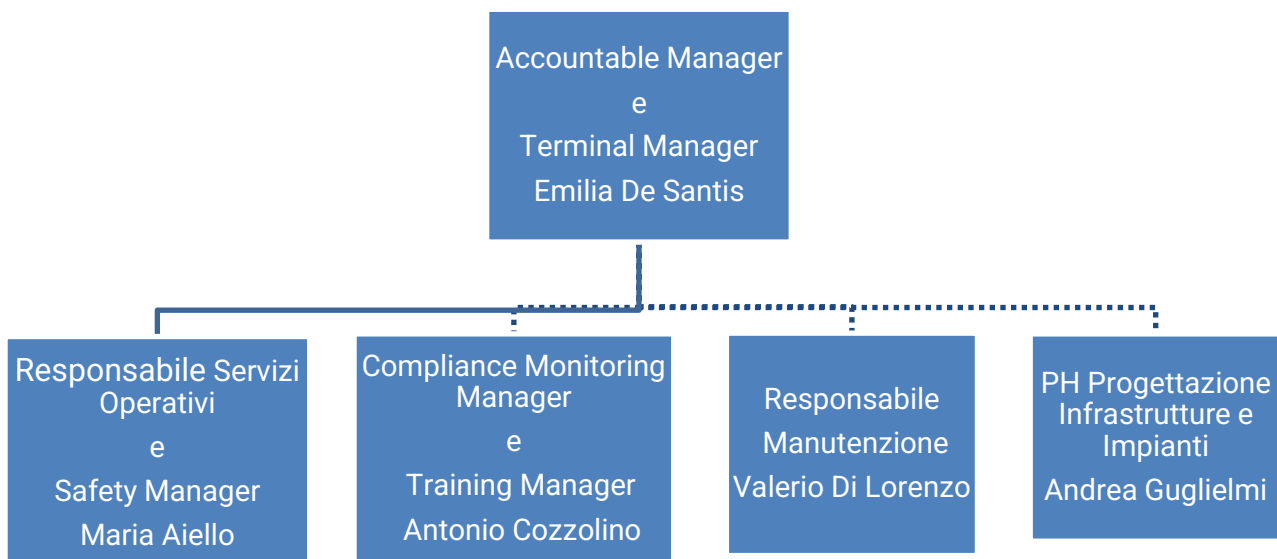 Accountable Manager
e
Terminal Manager
Emilia De Santis
Responsabile Servizi
Operativi
e
Safety Manager
Maria Aiello
Compliance Monitoring
Manager
e
Training Manager
Antonio Cozzolino
Responsabile
Manutenzione
Valerio Di Lorenzo
PH Progettazione
Infrastrutture e
Impianti
Andrea Guglielmi